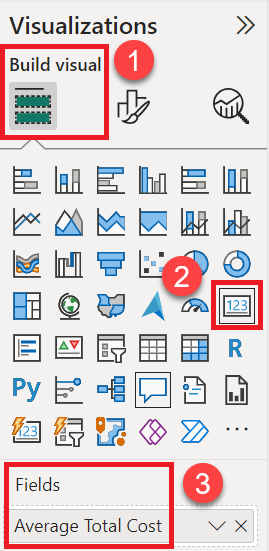 Visualizations
Build visual
1
2
123
R
Py
123
Fields
3
Average Total Cost